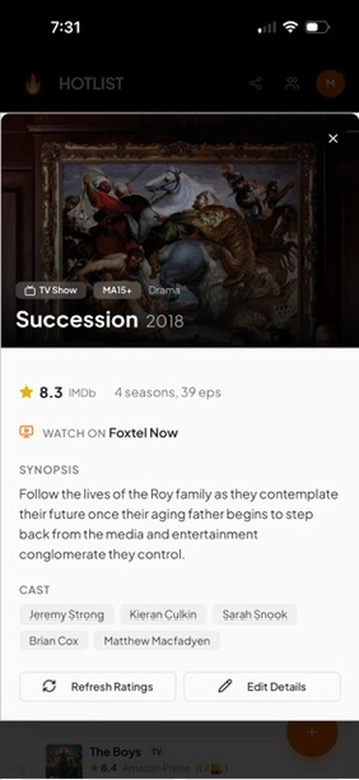 7:31
HOTLIST
M
TV Show MA15+ Drama
Succession 2018
8.3 IMDb 4 seasons, 39 eps
WATCH ON Foxtel Now
SYNOPSIS
Follow the lives of the Roy family as they contemplate
their future once their aging father begins to step
back from the media and entertainment
conglomerate they control.
CAST
Jeremy Strong Kieran Culkin Sarah Snook
Brian Cox Matthew Macfadyen
Refresh Ratings Edit Details
The Boys TV
8.4 Amazon Prime